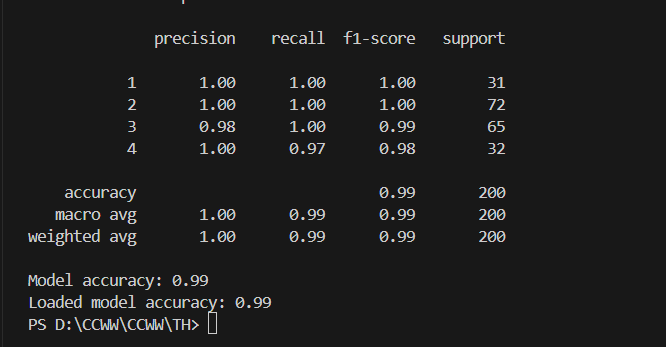 precision recall f1-score support
1 1.00 1.00 1.00 31
2 1.00 1.00 1.00 72
3 0.98 1.00 0.99 65
4 1.00 0.97 0.98 32
accuracy 0.99 200
macro avg 1.00 0.99 0.99 200
weighted avg 1.00 0.99 0.99 200
Model accuracy: 0.99
Loaded model accuracy: 0.99
PS D:\CCWW\CCWW\TH>